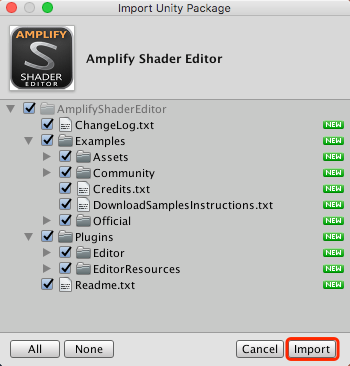 Import Unity Package
AMPLIFY
S
SHADER
EDITOR
Amplify Shader Editor
AmplifyShaderEditor
ChangeLog.txt NEW
Examples NEW
Assets NEW
Community NEW
Credits.txt NEW
DownloadSamplesInstructions.txt NEW
Official NEW
Plugins NEW
Editor NEW
EditorResources NEW
Readme.txt NEW
All None Cancel Import